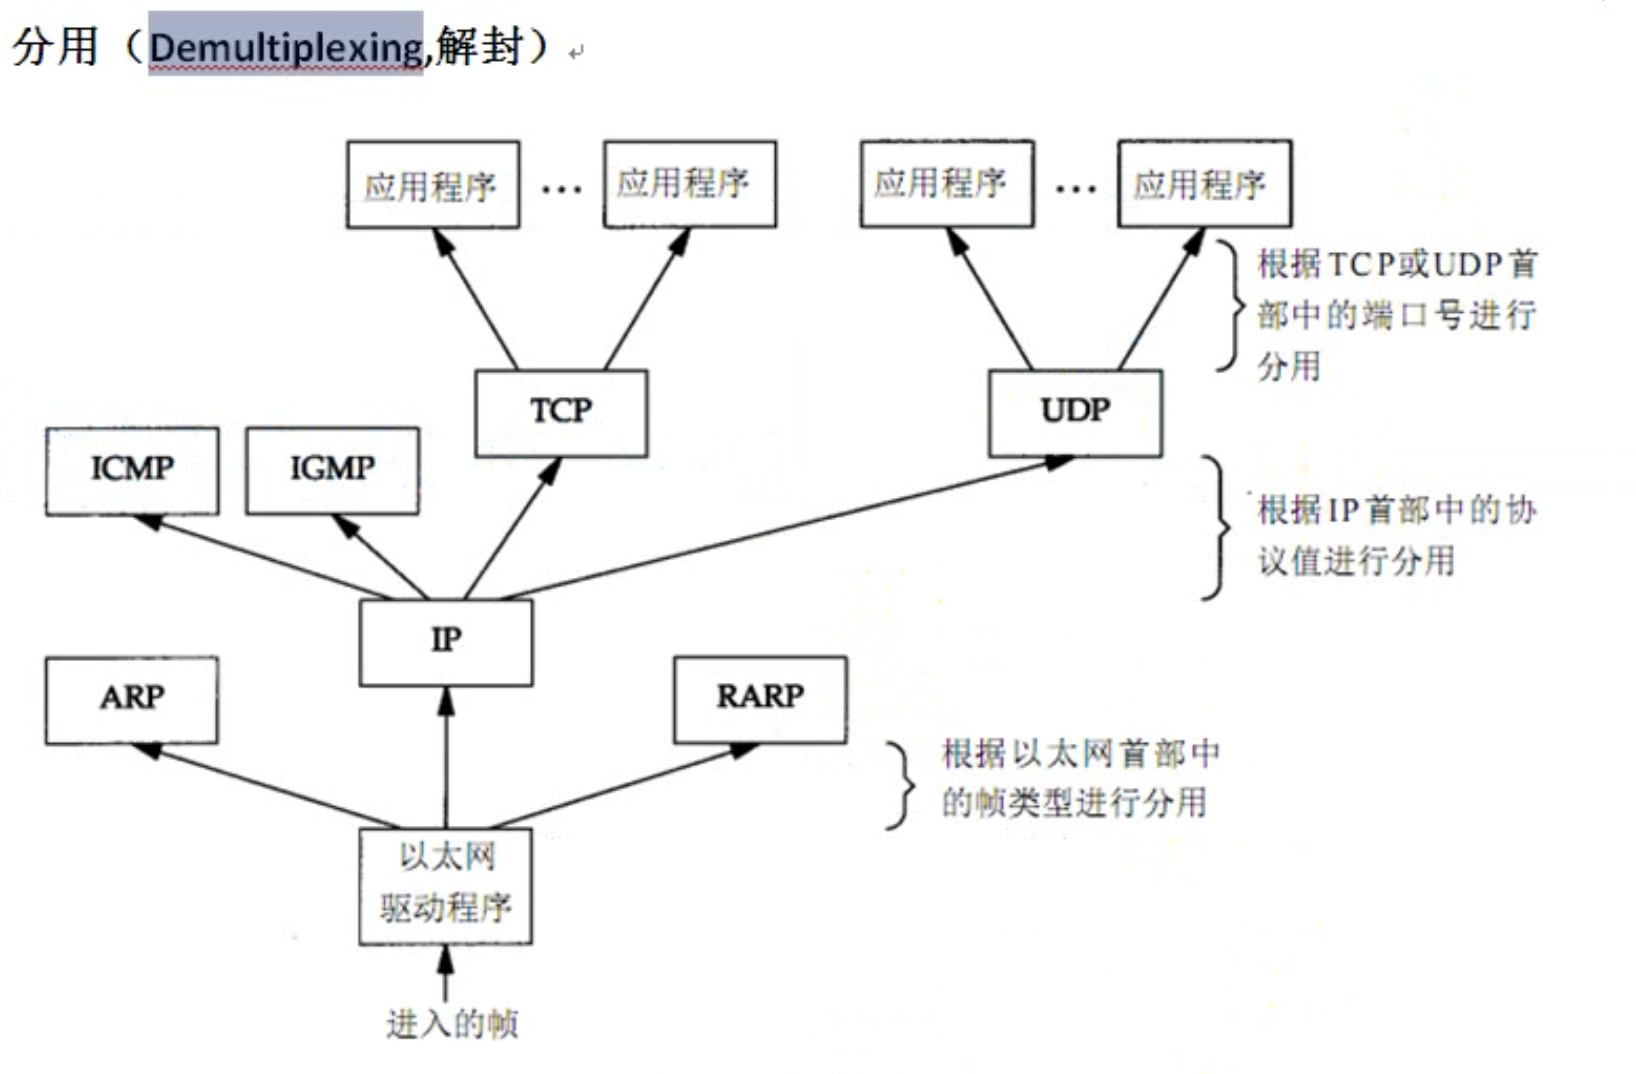 分用（Demultiplexing,解封）↵
应用程序 ··· 应用程序 应用程序 ··· 应用程序
根据TCP或UDP首
部中的端口号进行
分用
TCP UDP
ICMP IGMP
根据IP首部中的协
议值进行分用
IP
ARP RARP
根据以太网首部中
的帧类型进行分用
以太网
驱动程序
进入的帧